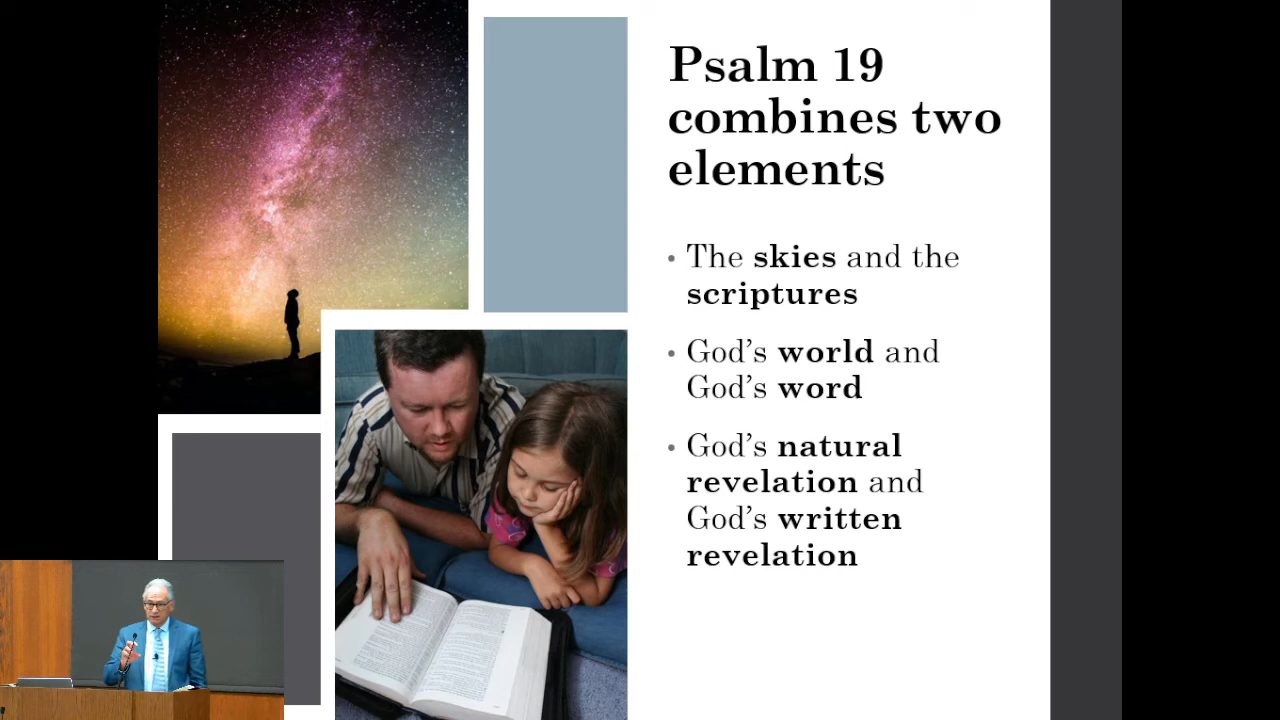 Psalm 19
combines two
elements
• The skies and the
scriptures
• God’s world and
God’s word
• God’s natural
revelation and
God’s written
revelation